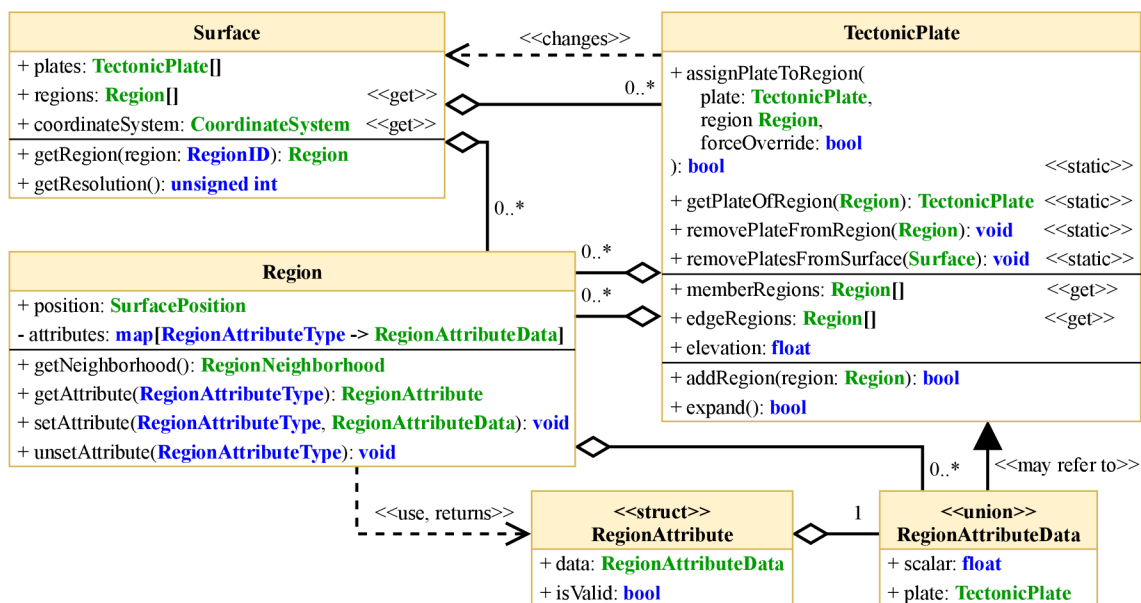 Surface
+ plates: TectonicPlate[]
+ regions: Region[] <<get>>
+ coordinateSystem: CoordinateSystem <<get>>
+ getRegion(region: RegionID): Region
+ getResolution(): unsigned int
<<changes>>
0..*
0..*
TectonicPlate
+ assignPlateToRegion(
plate: TectonicPlate,
region Region,
forceOverride: bool
): bool <<static>>
+ getPlateOfRegion(Region): TectonicPlate <<static>>
+ removePlateFromRegion(Region): void <<static>>
+ removePlatesFromSurface(Surface): void <<static>>
+ memberRegions: Region[] <<get>>
+ edgeRegions: Region[] <<get>>
+ elevation: float
+ addRegion(region: Region): bool
+ expand(): bool
0..*
0..*
Region
+ position: SurfacePosition
- attributes: map[RegionAttributeType -> RegionAttributeData]
+ getNeighborhood(): RegionNeighborhood
+ getAttribute(RegionAttributeType): RegionAttribute
+ setAttribute(RegionAttributeType, RegionAttributeData): void
+ unsetAttribute(RegionAttributeType): void
0..*
<<may refer to>>
<<use, returns>>
1
<<struct>>
RegionAttribute
+ data: RegionAttributeData
+ isValid: bool
<<union>>
RegionAttributeData
+ scalar: float
+ plate: TectonicPlate